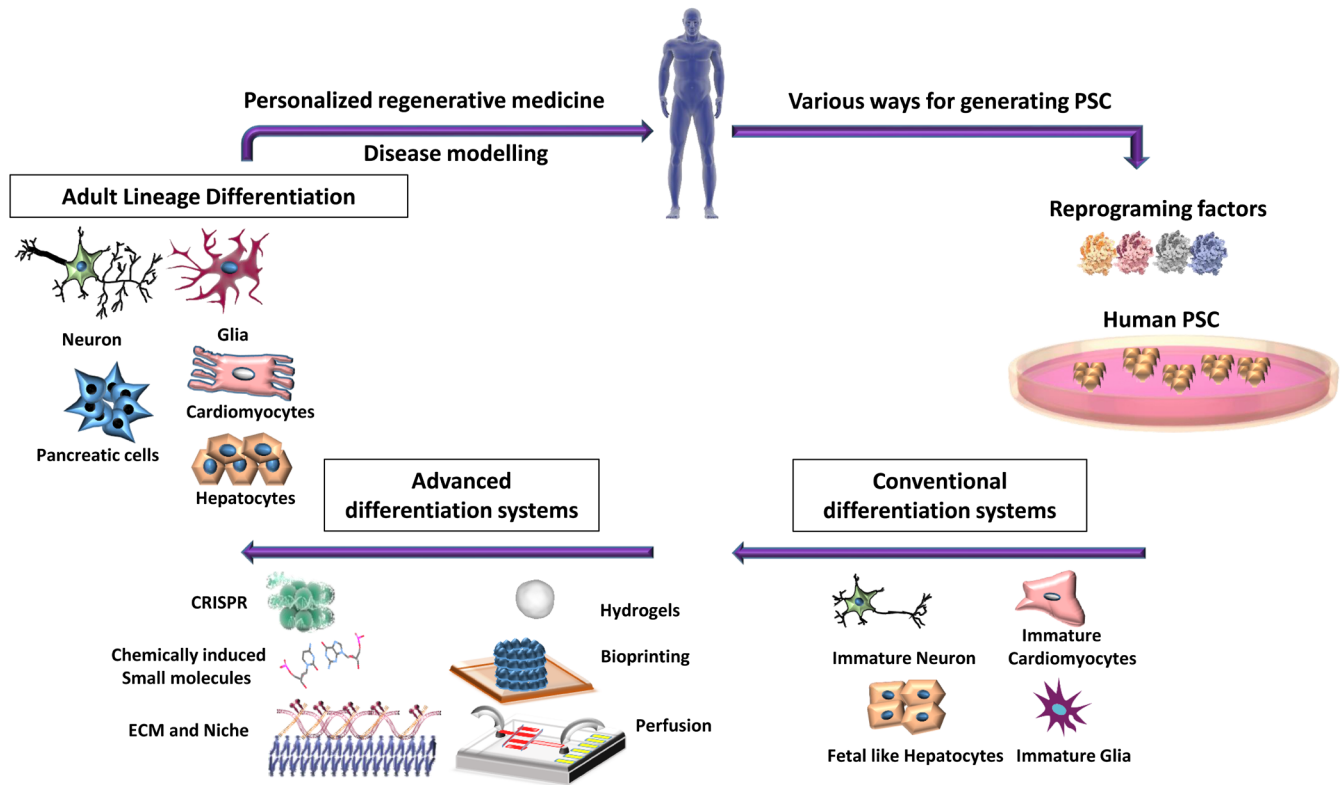 Personalized regenerative medicine
Disease modelling
Various ways for generating PSC
Adult Lineage Differentiation
Reprograming factors
Human PSC
Neuron
Glia
Cardiomyocytes
Pancreatic cells
Hepatocytes
Advanced
differentiation systems
Conventional
differentiation systems
CRISPR
Hydrogels
Chemically induced
Small molecules
Bioprinting
ECM and Niche
Perfusion
Immature Neuron
Immature
Cardiomyocytes
Fetal like Hepatocytes
Immature Glia